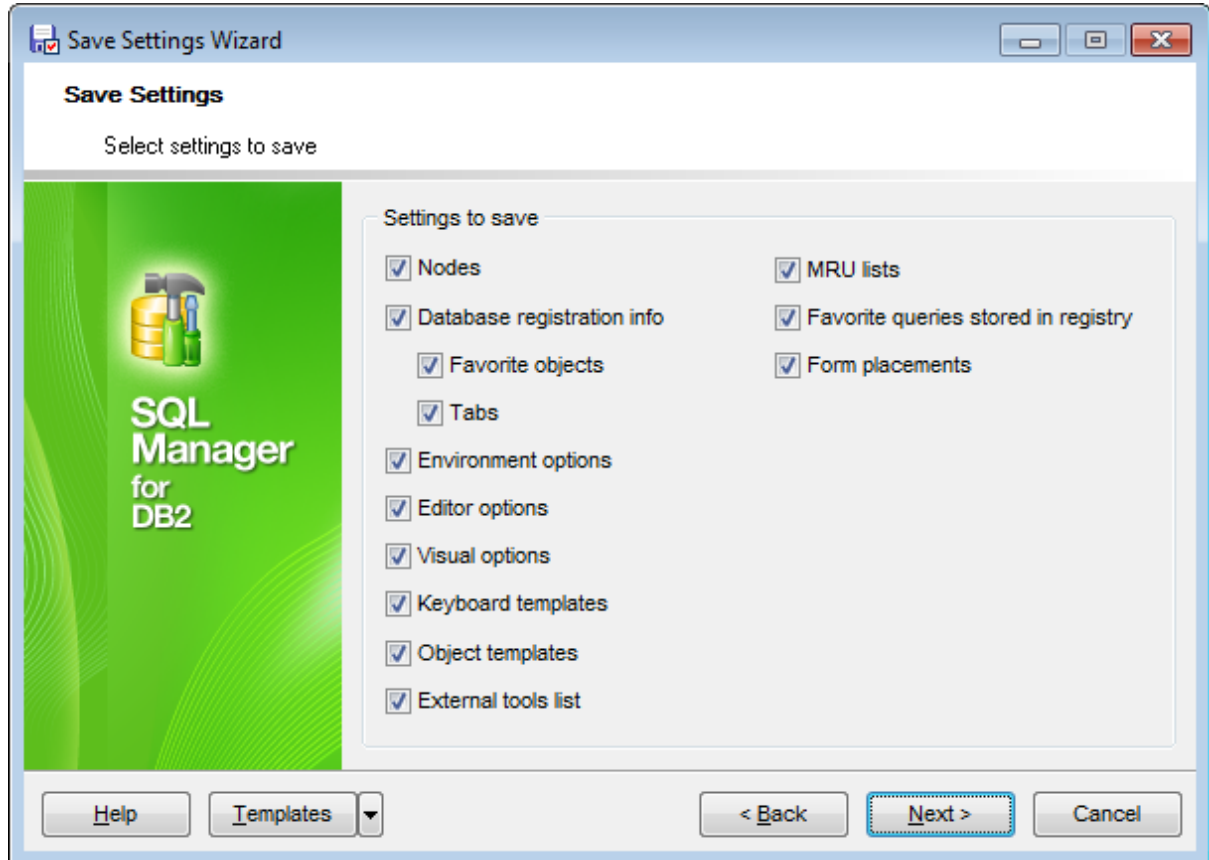 Save Settings Wizard
Save Settings
Select settings to save
SQL
Manager
for
DB2
Settings to save
Nodes
Database registration info
Favorite objects
Tabs
Environment options
Editor options
Visual options
Keyboard templates
Object templates
External tools list
MRU lists
Favorite queries stored in registry
Form placements
Help
Templates
< Back
Next >
Cancel